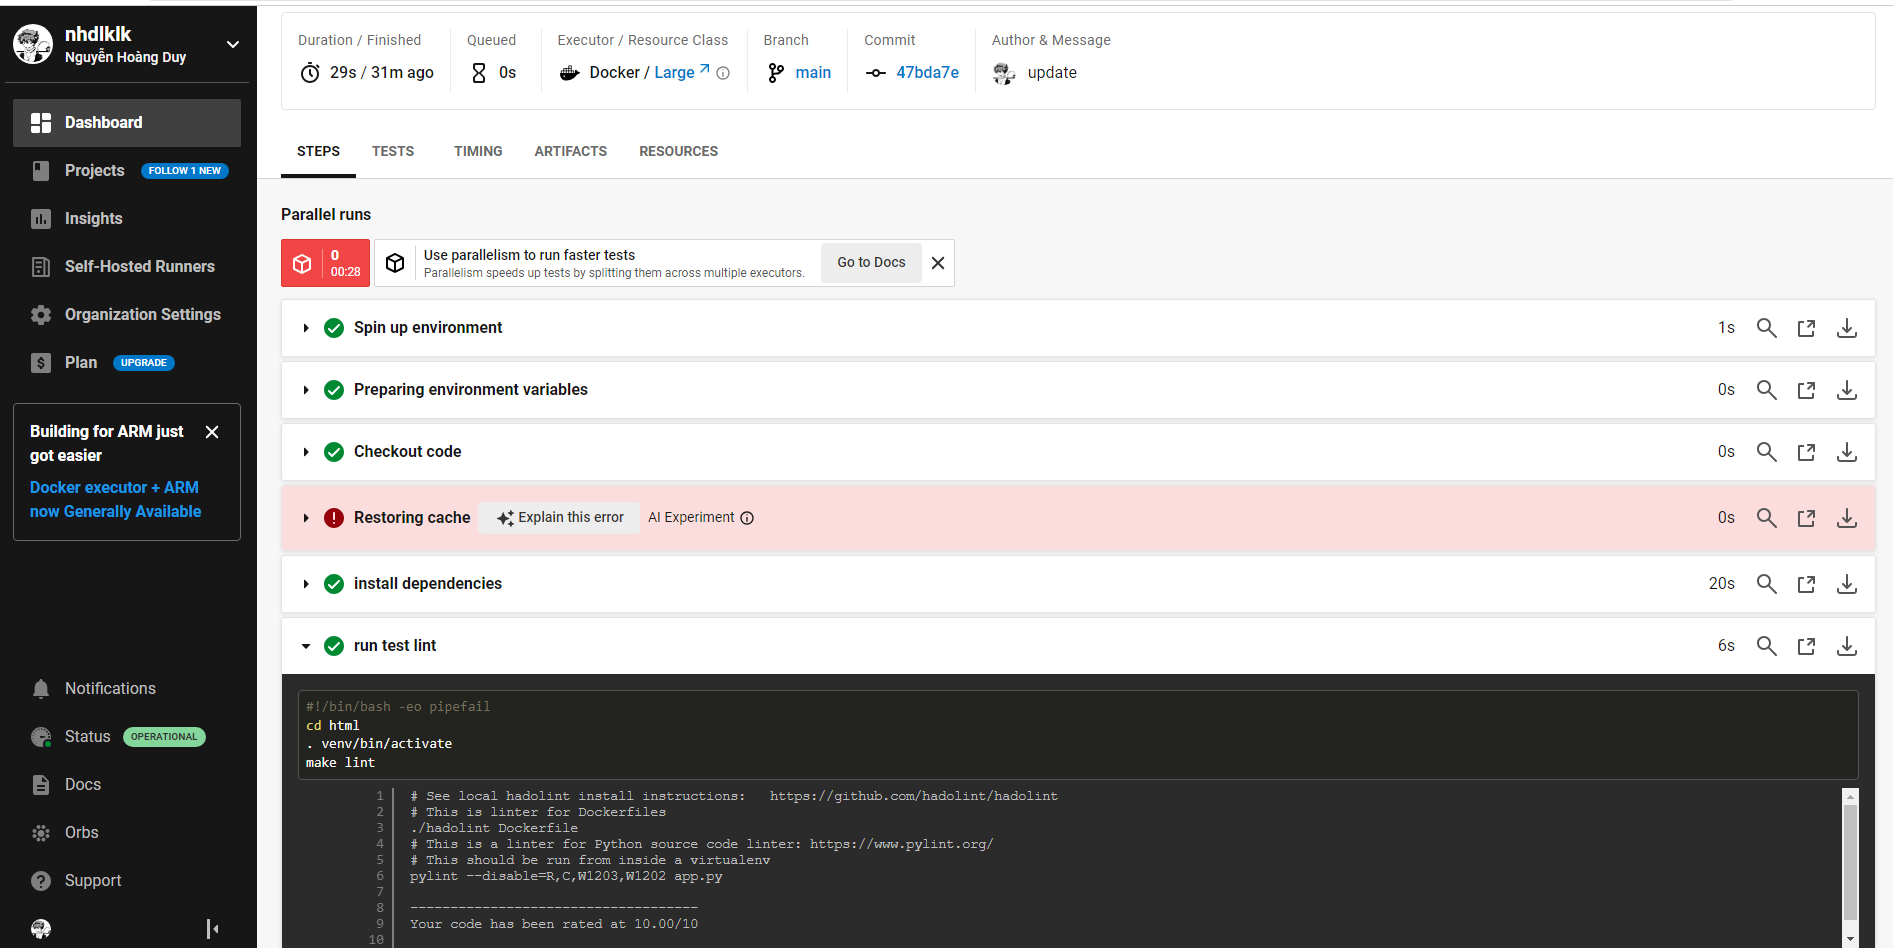 nhdlklk
Nguyễn Hoàng Duy
Dashboard
Projects FOLLOW 1 NEW
Insights
Self-Hosted Runners
Organization Settings
Plan UPGRADE
Building for ARM just
got easier
Docker executor + ARM
now Generally Available
Notifications
Status OPERATIONAL
Docs
Orbs
Support
Duration / Finished
29s / 31m ago
Queued
0s
Executor / Resource Class
Docker / Large
Branch
main
Commit
47bda7e
Author & Message
update
STEPS TESTS TIMING ARTIFACTS RESOURCES
Parallel runs
0
00:28
Use parallelism to run faster tests
Parallelism speeds up tests by splitting them across multiple executors.
Go to Docs
Spin up environment 1s
Preparing environment variables 0s
Checkout code 0s
Restoring cache Explain this error AI Experiment 0s
install dependencies 20s
run test lint 6s
#!/bin/bash -eo pipefail
cd html
. venv/bin/activate
make lint
1 # See local hadolint install instructions:   https://github.com/hadolint/hadolint
2 # This is linter for Dockerfiles
3 ./hadolint Dockerfile
4 # This is a linter for Python source code linter: https://www.pylint.org/
5 # This should be run from inside a virtualenv
6 pylint --disable=R,C,W1203,W1202 app.py
7
8 ------------------------------------
9 Your code has been rated at 10.00/10
10